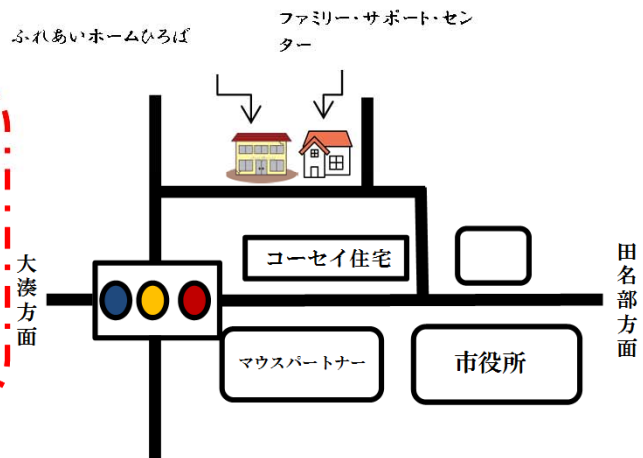 ふれあいホームひろば
ファミリー・サポート・セン
ター
コーセイ住宅
大湊方面
田名部方面
マウスパートナー
市役所